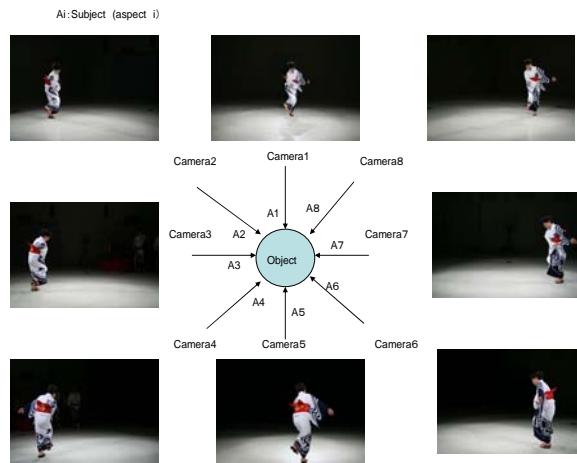 Ai:Subject (aspect i)
Camera2
Camera1
Camera8
A1
A8
A2
Camera3
A7
Camera7
A3
Object
A4
A6
A5
Camera4
Camera5
Camera6